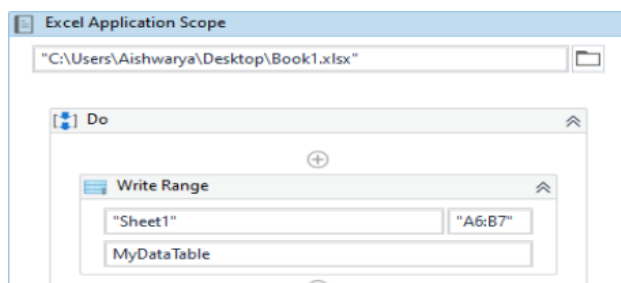 Excel Application Scope
"C:\Users\Aishwarya\Desktop\Book1.xlsx"
Do
Write Range
"Sheet1" "A6:B7"
MyDataTable